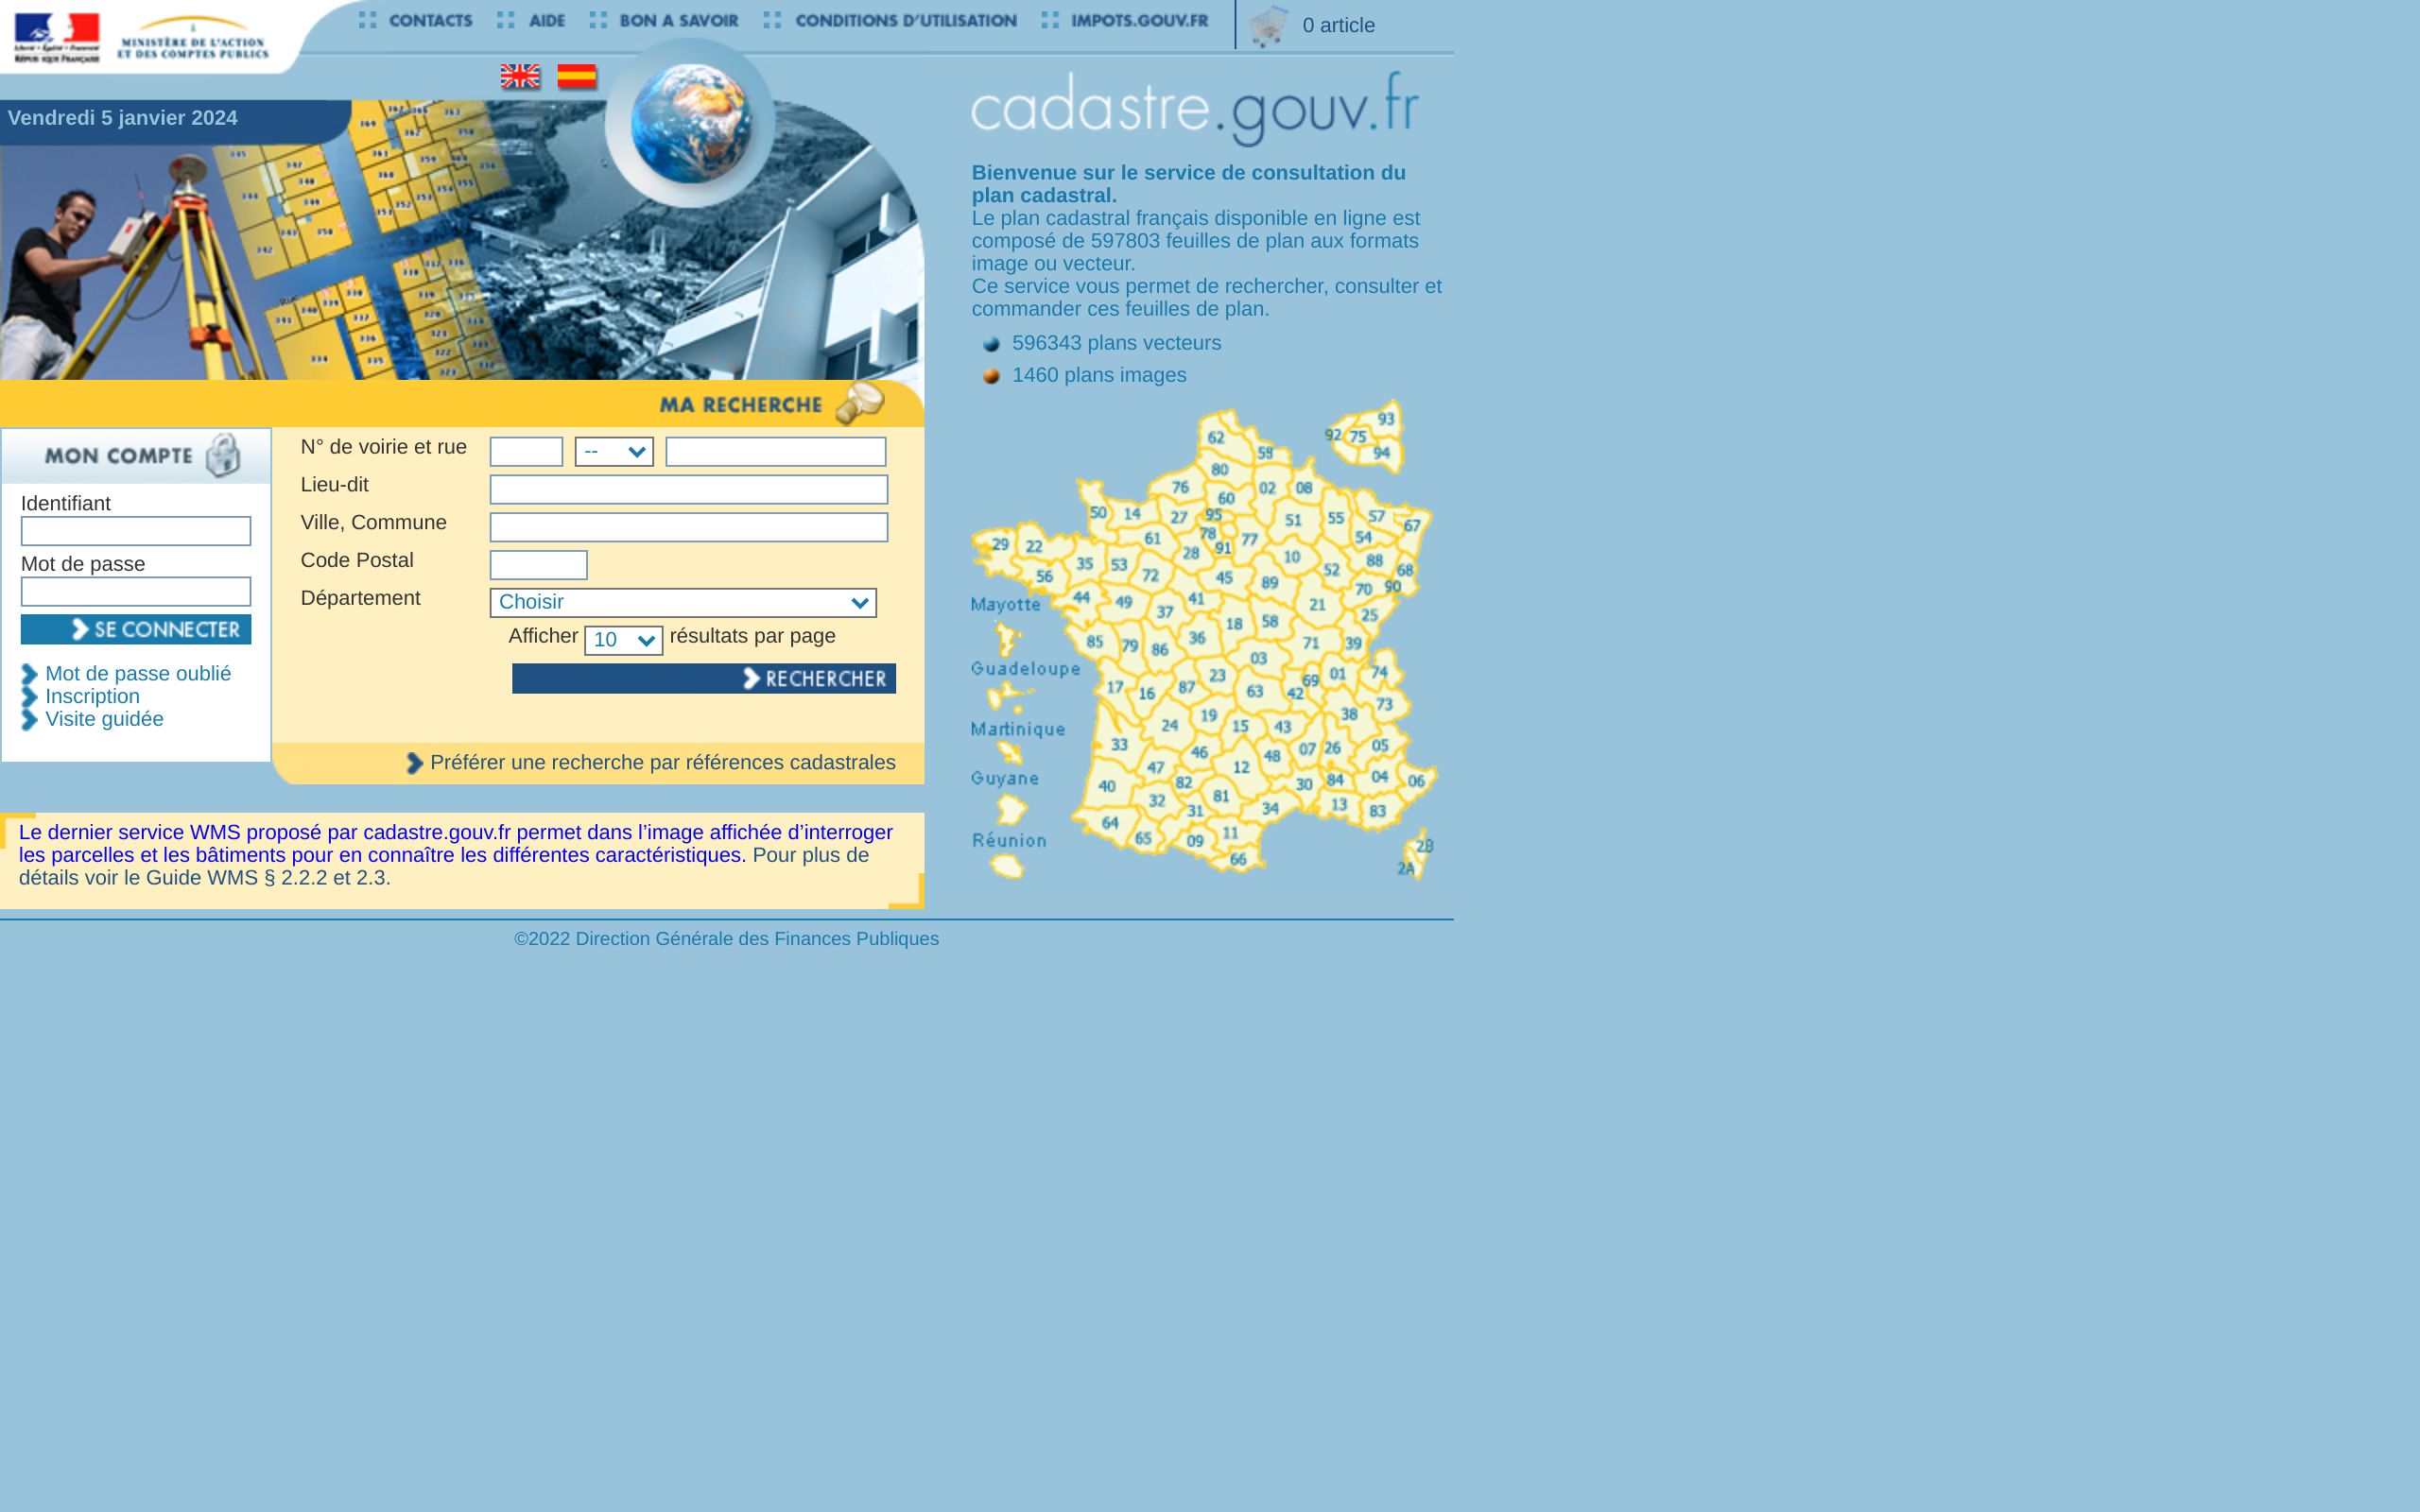 Liberté • Égalité • Fraternité
RÉPUBLIQUE FRANÇAISE
MINISTÈRE DE L'ACTION
ET DES COMPTES PUBLICS
CONTACTS
AIDE
BON A SAVOIR
CONDITIONS D'UTILISATION
IMPOTS.GOUV.FR
0 article
Vendredi 5 janvier 2024
cadastre.gouv.fr
Bienvenue sur le service de consultation du
plan cadastral.
Le plan cadastral français disponible en ligne est
composé de 597803 feuilles de plan aux formats
image ou vecteur.
Ce service vous permet de rechercher, consulter et
commander ces feuilles de plan.
596343 plans vecteurs
1460 plans images
MA RECHERCHE
MON COMPTE
Identifiant
Mot de passe
SE CONNECTER
Mot de passe oublié
Inscription
Visite guidée
N° de voirie et rue
--
Lieu-dit
Ville, Commune
Code Postal
Département
Choisir
Afficher 10 résultats par page
RECHERCHER
Préférer une recherche par références cadastrales
Le dernier service WMS proposé par cadastre.gouv.fr permet dans l’image affichée d’interroger
les parcelles et les bâtiments pour en connaître les différentes caractéristiques. Pour plus de
détails voir le Guide WMS § 2.2.2 et 2.3.
93
92 75
94
62
59
80
76 60 02 08
50 14 27 95 51 55 57 67
29 22 61 78 91 77 54
28 10 88
35 53 52 68
56 72 45 89 70 90
Mayotte
44 49 37 41 21 25
18 58
85 79 86 36 71 39
03
Guadeloupe
17 16 87 23 63 42 69 01 74
73
19 38
Martinique
24 15 43
33 46 48 07 26 05
47 12
Guyane
40 82 30 84 04 06
32 31 81 34 13 83
64
Réunion
65 09 11
66
2B
2A
©2022 Direction Générale des Finances Publiques